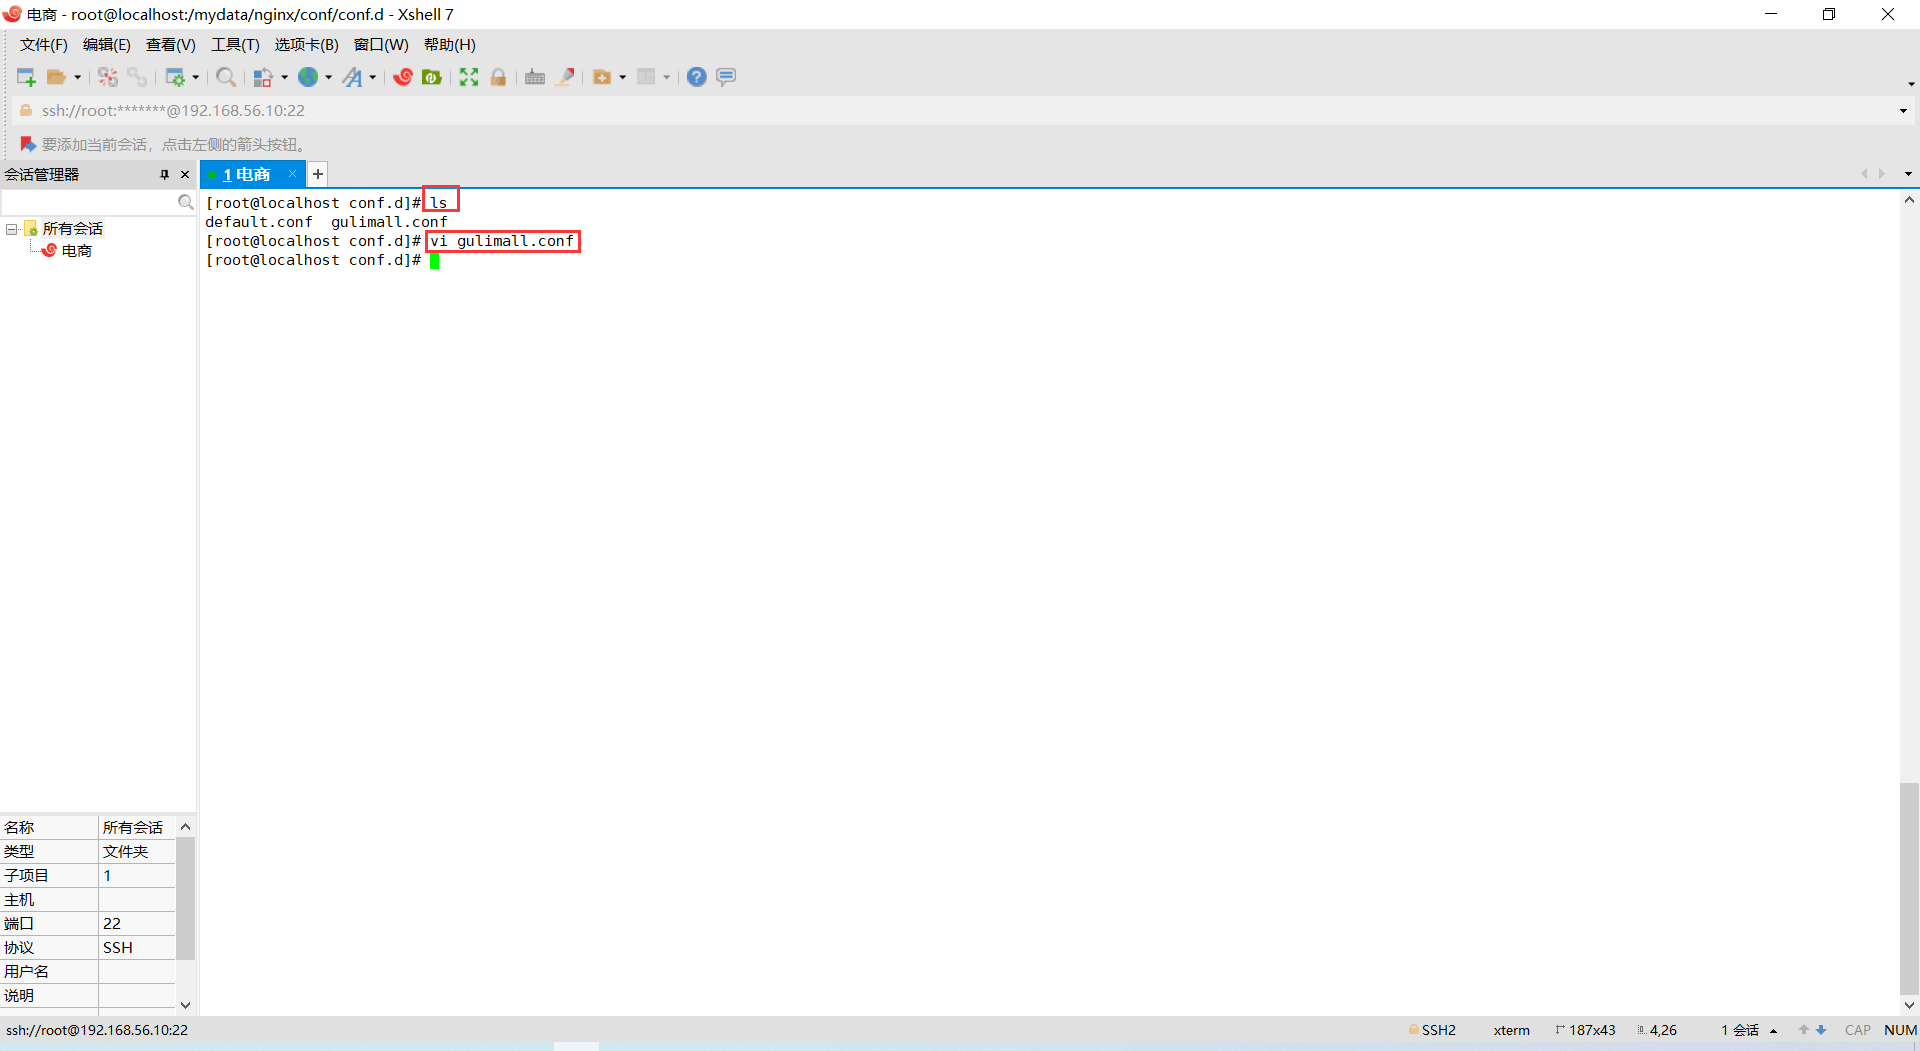 电商 - root@localhost:/mydata/nginx/conf/conf.d - Xshell 7
文件(F) 编辑(E) 查看(V) 工具(T) 选项卡(B) 窗口(W) 帮助(H)
ssh://root:*******@192.168.56.10:22
要添加当前会话，点击左侧的箭头按钮。
会话管理器
1 电商
[root@localhost conf.d]# ls
default.conf  gulimall.conf
[root@localhost conf.d]# vi gulimall.conf
[root@localhost conf.d]#
所有会话
电商
名称 所有会话
类型 文件夹
子项目 1
主机
端口 22
协议 SSH
用户名
说明
ssh://root@192.168.56.10:22 SSH2 xterm 187x43 4,26 1 会话 CAP NUM